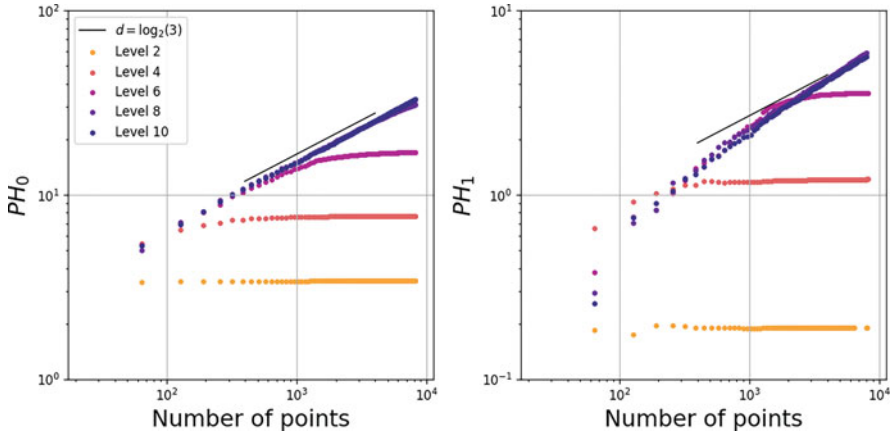 10²
10¹
10⁰
PH₀
d = log₂(3)
Level 2
Level 4
Level 6
Level 8
Level 10
10²
10³
10⁴
Number of points
10¹
10⁰
10⁻¹
PH₁
10²
10³
10⁴
Number of points